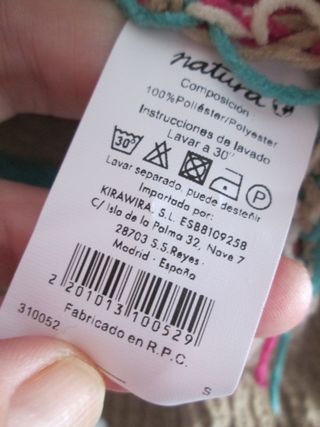 natura
Composición
100%Poliéster/Polyester
Instrucciones de lavado
Lavar a 30°
30°
P
Lavar separado, puede desteñir
Importado por:
KIRAWIRA, S.L. ESB8109258
C/ Isla de la Palma 32, Nave 7
28703 S.S.Reyes
Madrid - España
2 201013 100529
310052
Fabricado en R.P.C.
S